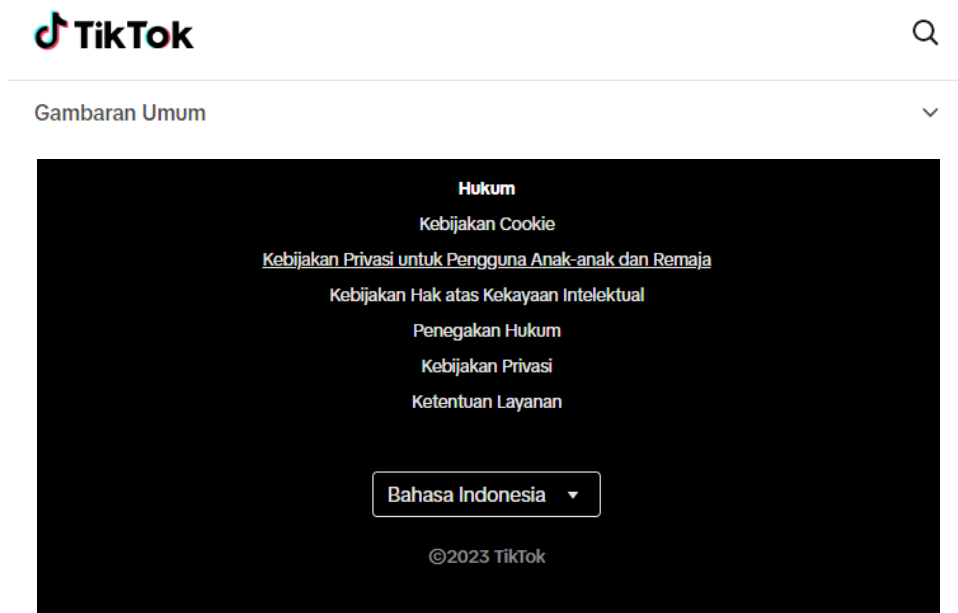 TikTok
Gambaran Umum
Hukum
Kebijakan Cookie
Kebijakan Privasi untuk Pengguna Anak-anak dan Remaja
Kebijakan Hak atas Kekayaan Intelektual
Penegakan Hukum
Kebijakan Privasi
Ketentuan Layanan
Bahasa Indonesia
©2023 TikTok